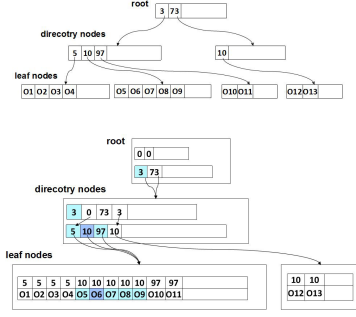 root
3 73
direcotry nodes
5 10 97
10
leaf nodes
O1 O2 O3 O4
O5 O6 O7 O8 O9
O10 O11
O12 O13
root
0 0
3 73
direcotry nodes
3 0 73 3
5 10 97 10
leaf nodes
5 5 5 5 10 10 10 10 10 97 97
O1 O2 O3 O4 O5 O6 O7 O8 O9 O10 O11
10 10
O12 O13